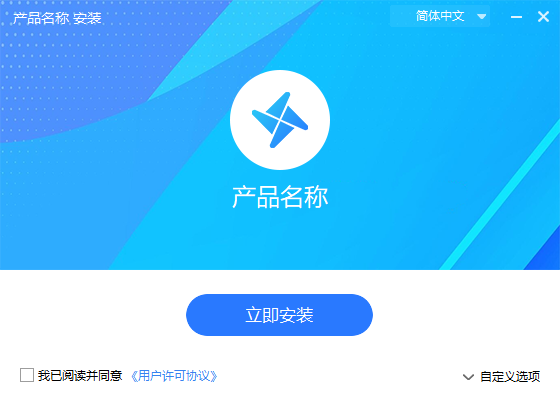 产品名称 安装
简体中文
产品名称
立即安装
我已阅读并同意 《用户许可协议》
自定义选项